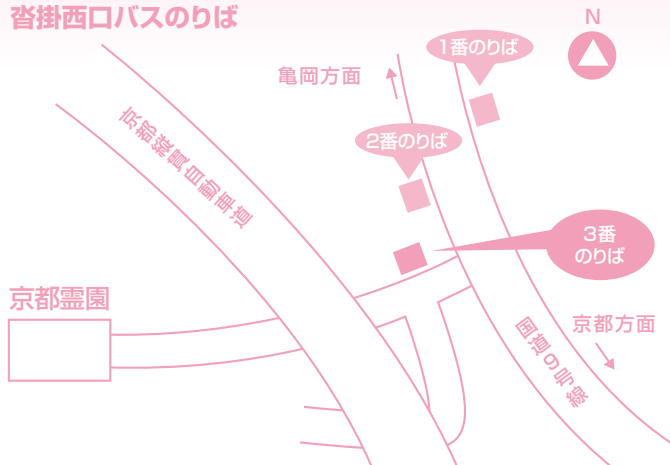 沓掛西口バスのりば
N
1番のりば
亀岡方面
2番のりば
京都縦貫自動車道
3番
のりば
京都霊園
京都方面
国道9号線